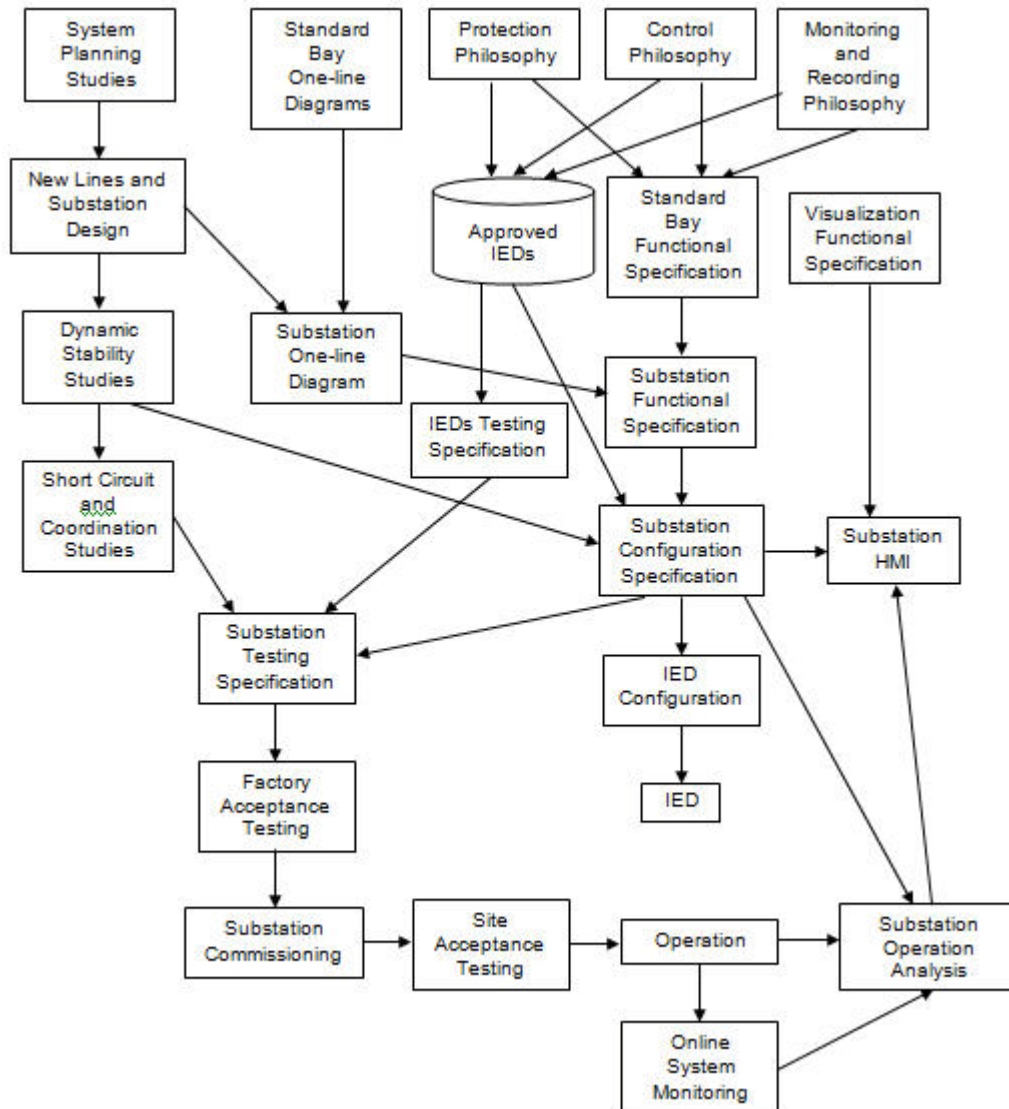 System
Planning
Studies
Standard
Bay
One-line
Diagrams
Protection
Philosophy
Control
Philosophy
Monitoring
and
Recording
Philosophy
New Lines and
Substation
Design
Approved
IEDs
Standard
Bay
Functional
Specification
Visualization
Functional
Specification
Dynamic
Stability
Studies
Substation
One-line
Diagram
Substation
Functional
Specification
IEDs Testing
Specification
Short Circuit
and
Coordination
Studies
Substation
Configuration
Specification
Substation
HMI
Substation
Testing
Specification
IED
Configuration
IED
Factory
Acceptance
Testing
Substation
Commissioning
Site
Acceptance
Testing
Operation
Substation
Operation
Analysis
Online
System
Monitoring